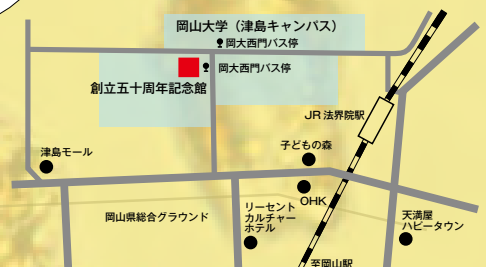 岡山大学（津島キャンパス）
岡大西門バス停
岡大西門バス停
創立五十周年記念館
JR 法界院駅
子どもの森
津島モール
OHK
岡山県総合グラウンド
リーセント
カルチャー
ホテル
天満屋
ハピータウン
至岡山駅